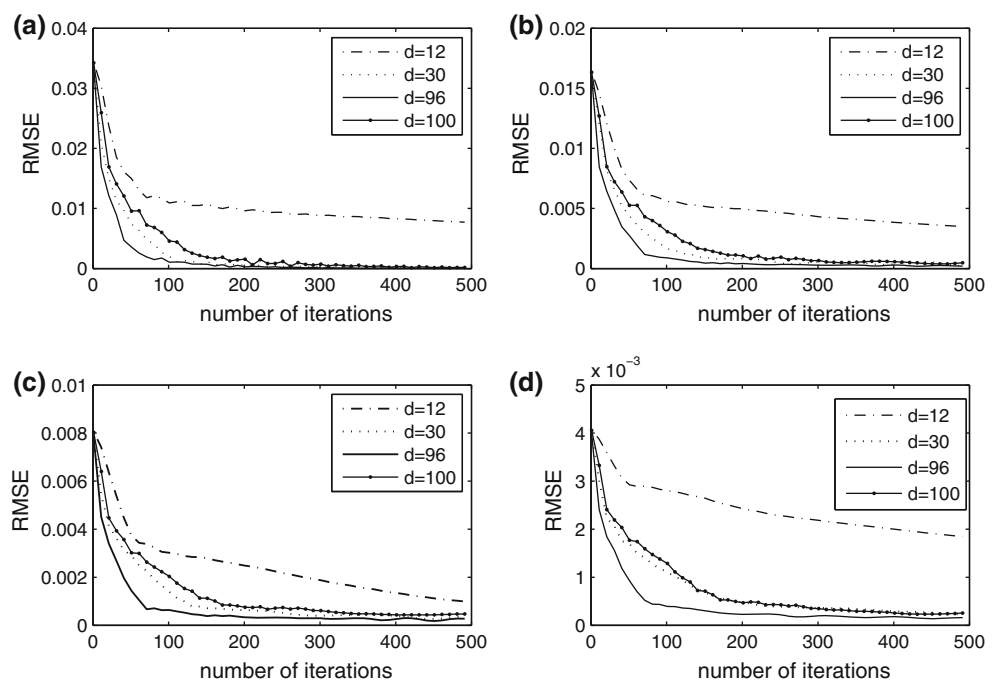 (a)
0.04
0.03
0.02
0.01
0
RMSE
d=12
d=30
d=96
d=100
0 100 200 300 400 500
number of iterations
(b)
0.02
0.015
0.01
0.005
0
RMSE
d=12
d=30
d=96
d=100
0 100 200 300 400 500
number of iterations
(c)
0.01
0.008
0.006
0.004
0.002
0
RMSE
d=12
d=30
d=96
d=100
0 100 200 300 400 500
number of iterations
(d)
x 10⁻³
5
4
3
2
1
0
RMSE
d=12
d=30
d=96
d=100
0 100 200 300 400 500
number of iterations